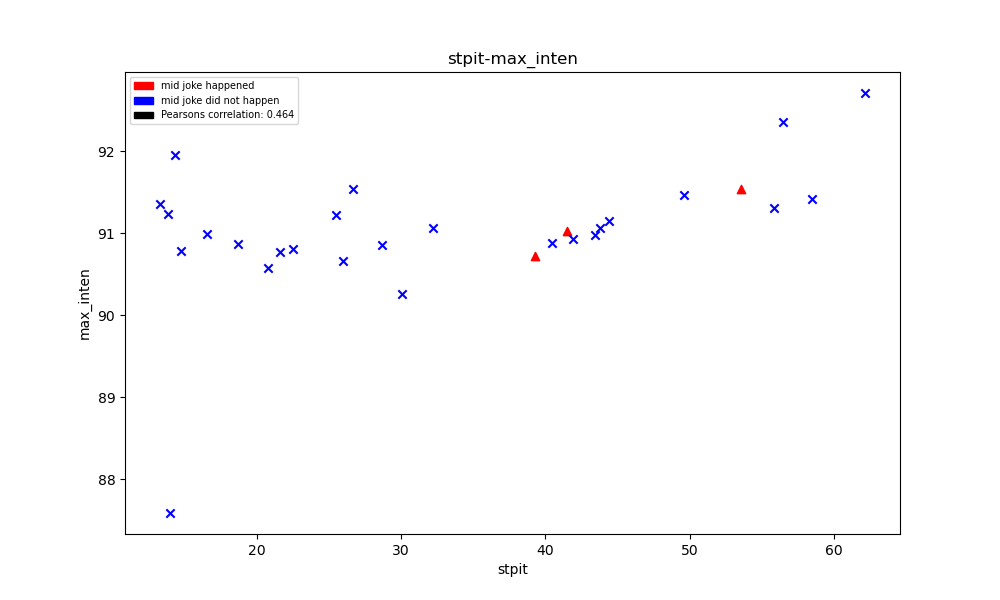 stpit-max_inten
mid joke happened
mid joke did not happen
Pearsons correlation: 0.464
92
91
90
89
88
max_inten
20 30 40 50 60
stpit